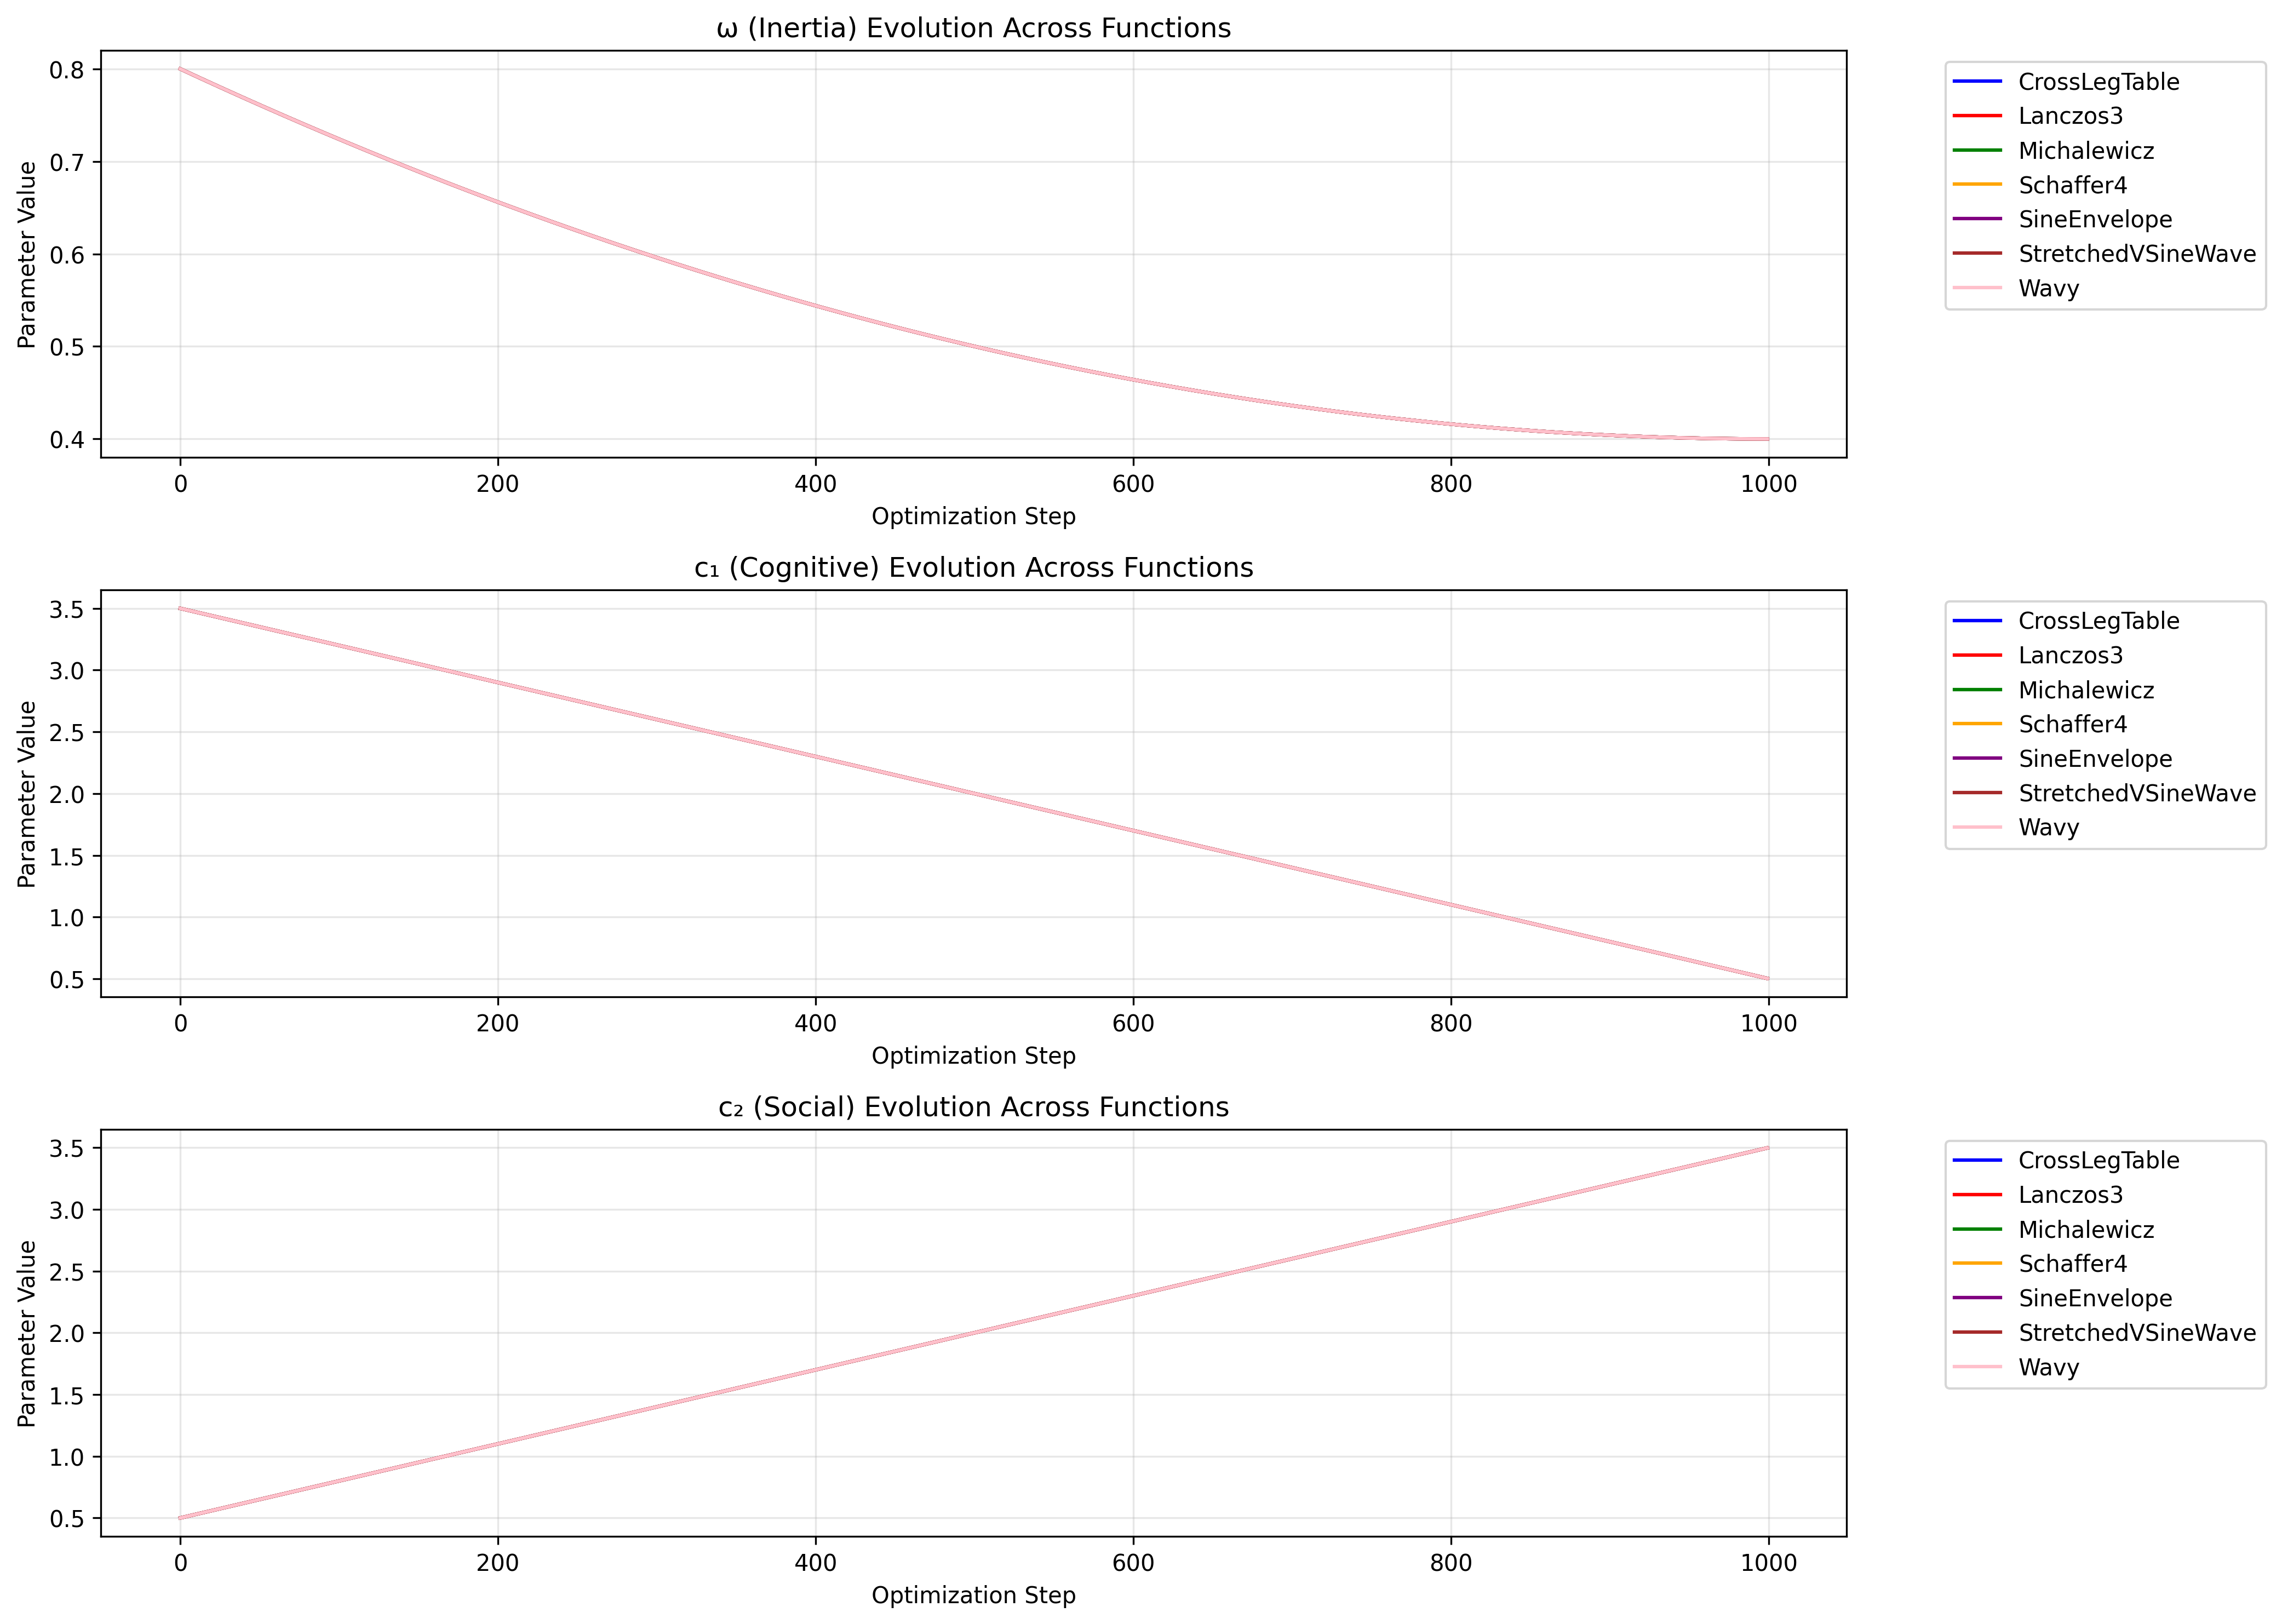 ω (Inertia) Evolution Across Functions
Parameter Value
0.8
0.7
0.6
0.5
0.4
0 200 400 600 800 1000
Optimization Step
CrossLegTable
Lanczos3
Michalewicz
Schaffer4
SineEnvelope
StretchedVSineWave
Wavy
c₁ (Cognitive) Evolution Across Functions
Parameter Value
3.5
3.0
2.5
2.0
1.5
1.0
0.5
0 200 400 600 800 1000
Optimization Step
CrossLegTable
Lanczos3
Michalewicz
Schaffer4
SineEnvelope
StretchedVSineWave
Wavy
c₂ (Social) Evolution Across Functions
Parameter Value
3.5
3.0
2.5
2.0
1.5
1.0
0.5
0 200 400 600 800 1000
Optimization Step
CrossLegTable
Lanczos3
Michalewicz
Schaffer4
SineEnvelope
StretchedVSineWave
Wavy